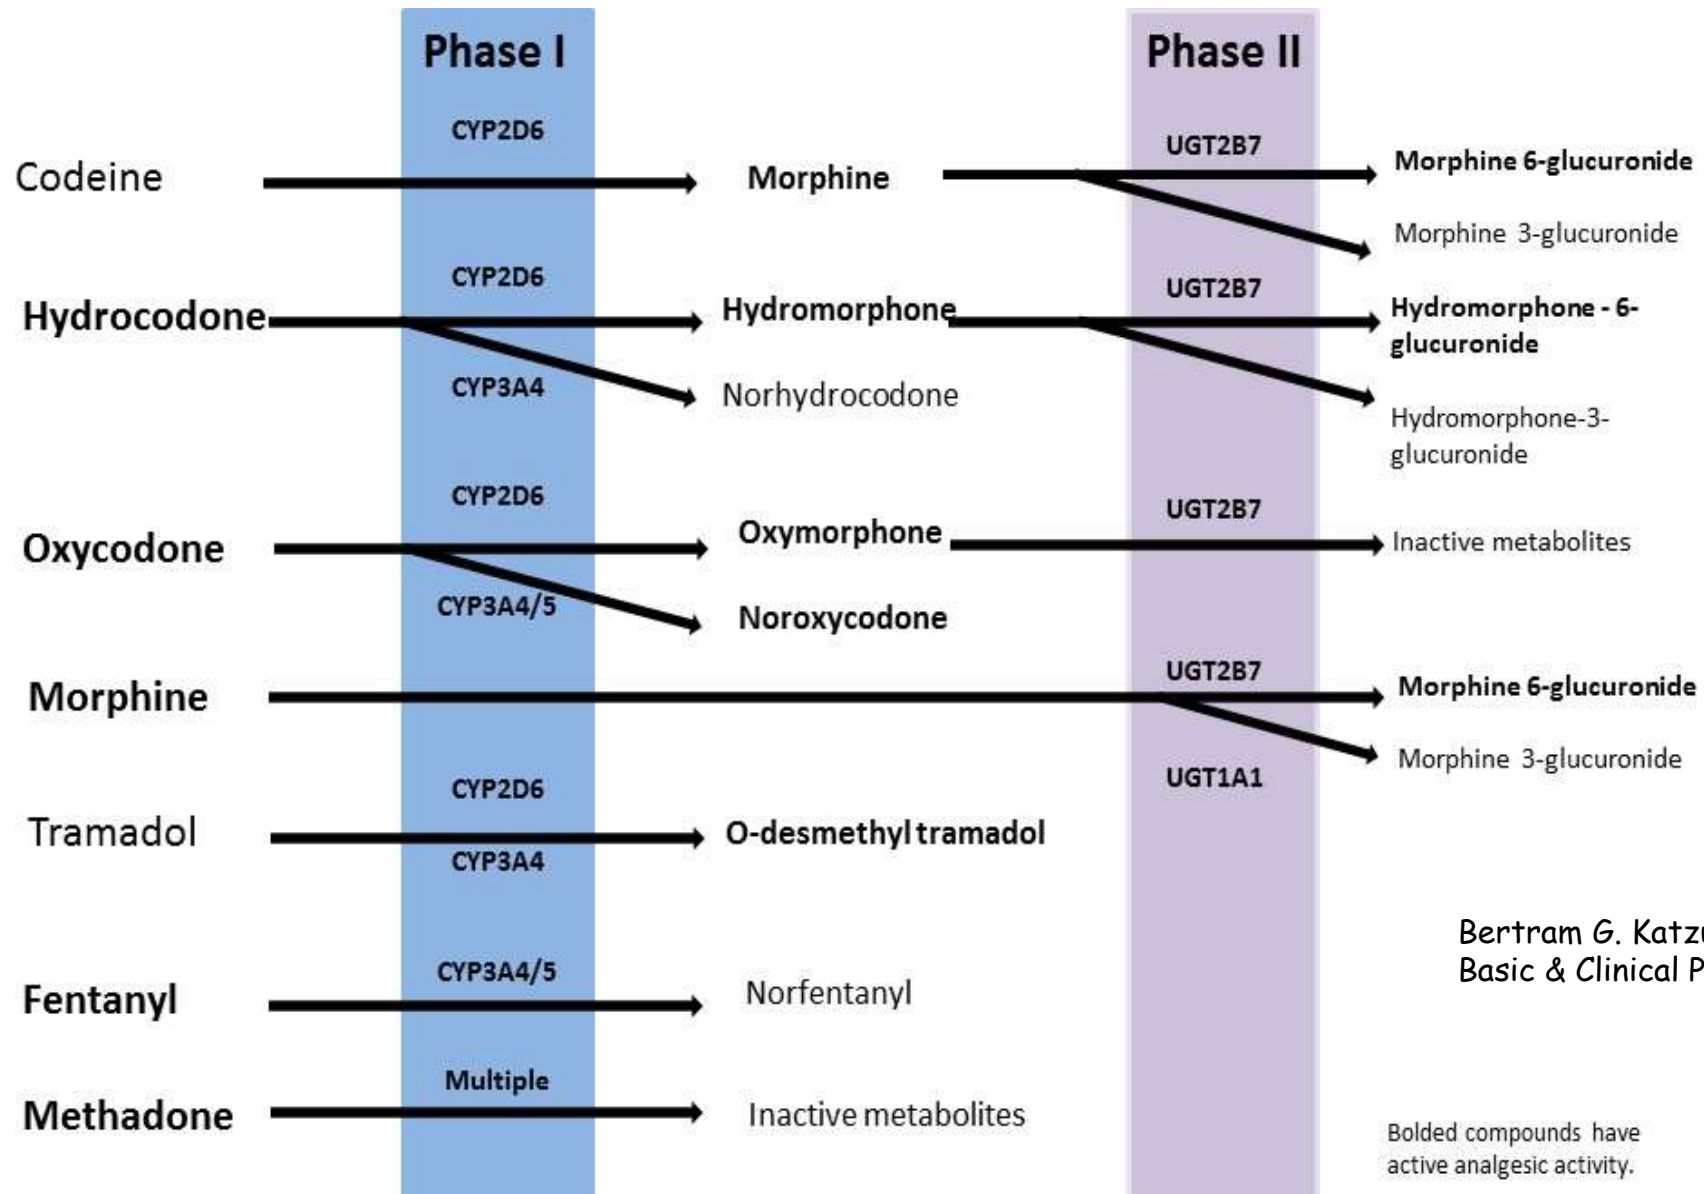 Phase I
Phase II
CYP2D6
UGT2B7
Codeine
Morphine
Morphine 6-glucuronide
Morphine 3-glucuronide
CYP2D6
UGT2B7
Hydrocodone
Hydromorphone
Hydromorphone - 6-
glucuronide
CYP3A4
Norhydrocodone
Hydromorphone-3-
glucuronide
CYP2D6
UGT2B7
Oxycodone
Oxymorphone
Inactive metabolites
CYP3A4/5
Noroxycodone
UGT2B7
Morphine
Morphine 6-glucuronide
Morphine 3-glucuronide
UGT1A1
CYP2D6
Tramadol
O-desmethyl tramadol
CYP3A4
Bertram G.
Basic & Clinical
CYP3A4/5
Fentanyl
Norfentanyl
Multiple
Methadone
Inactive metabolites
Bolded compounds have
active analgesic activity.